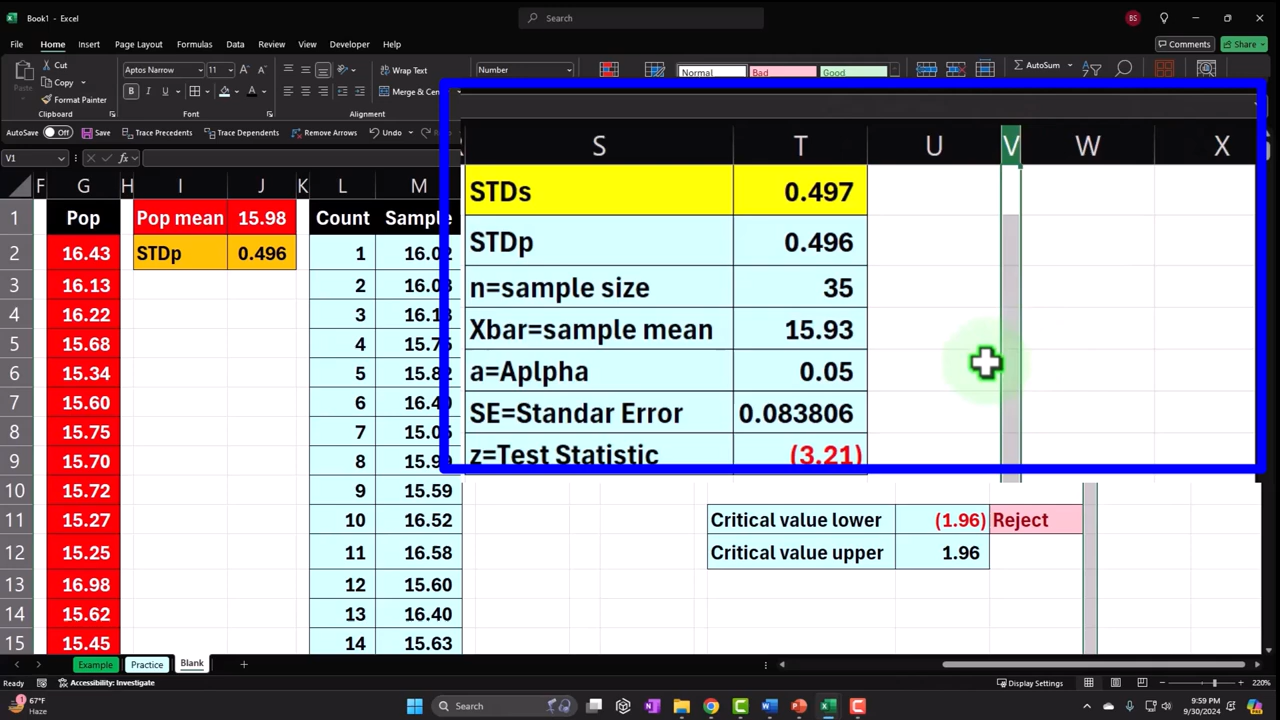 Book1 - Excel
Search
BS
File Home Insert Page Layout Formulas Data Review View Developer Help
Comments Share
Cut
Copy
Format Painter
Clipboard
Aptos Narrow 11
B I U
Font
Wrap Text
Merge & Cen
Alignment
Number
Normal Bad Good
AutoSum
AutoSave Off Save Trace Precedents Trace Dependents Remove Arrows Undo
V1 fx
S T U V W X
STDs 0.497
STDp 0.496
n=sample size 35
Xbar=sample mean 15.93
a=Aplpha 0.05
SE=Standar Error 0.083806
z=Test Statistic (3.21)
F G H I J K L M
1 Pop Pop mean 15.98 Count Sample
2 16.43 STDp 0.496 1 16.02
3 16.13 2 16.03
4 16.22 3 16.13
5 15.68 4 15.75
6 15.34 5 15.82
7 15.60 6 16.40
8 15.75 7 15.05
9 15.70 8 15.99
10 15.72 9 15.59
11 15.27 10 16.52 Critical value lower (1.96) Reject
12 15.25 11 16.58 Critical value upper 1.96
13 16.98 12 15.60
14 15.62 13 16.40
15 15.45 14 15.63
Example Practice Blank
Ready Accessibility: Investigate Display Settings 220%
67°F
Haze
Search
9:59 PM
9/30/2024